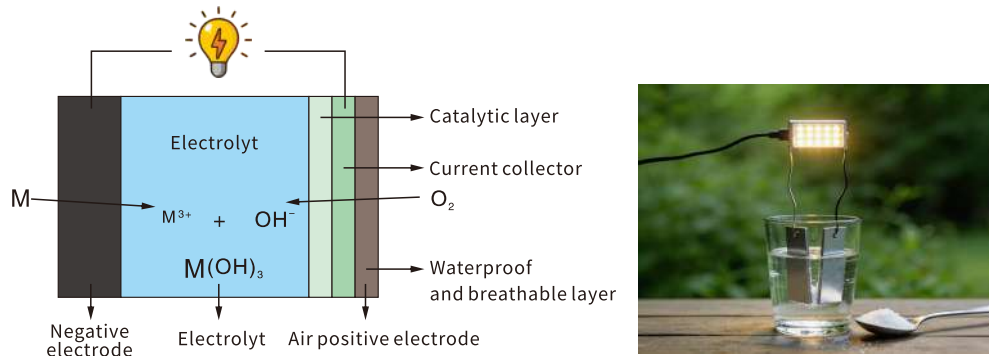 Electrolyt
Catalytic layer
Current collector
M
M³⁺ + OH⁻
O₂
M(OH)₃
Waterproof
and breathable layer
Negative
electrode
Electrolyt
Air positive electrode